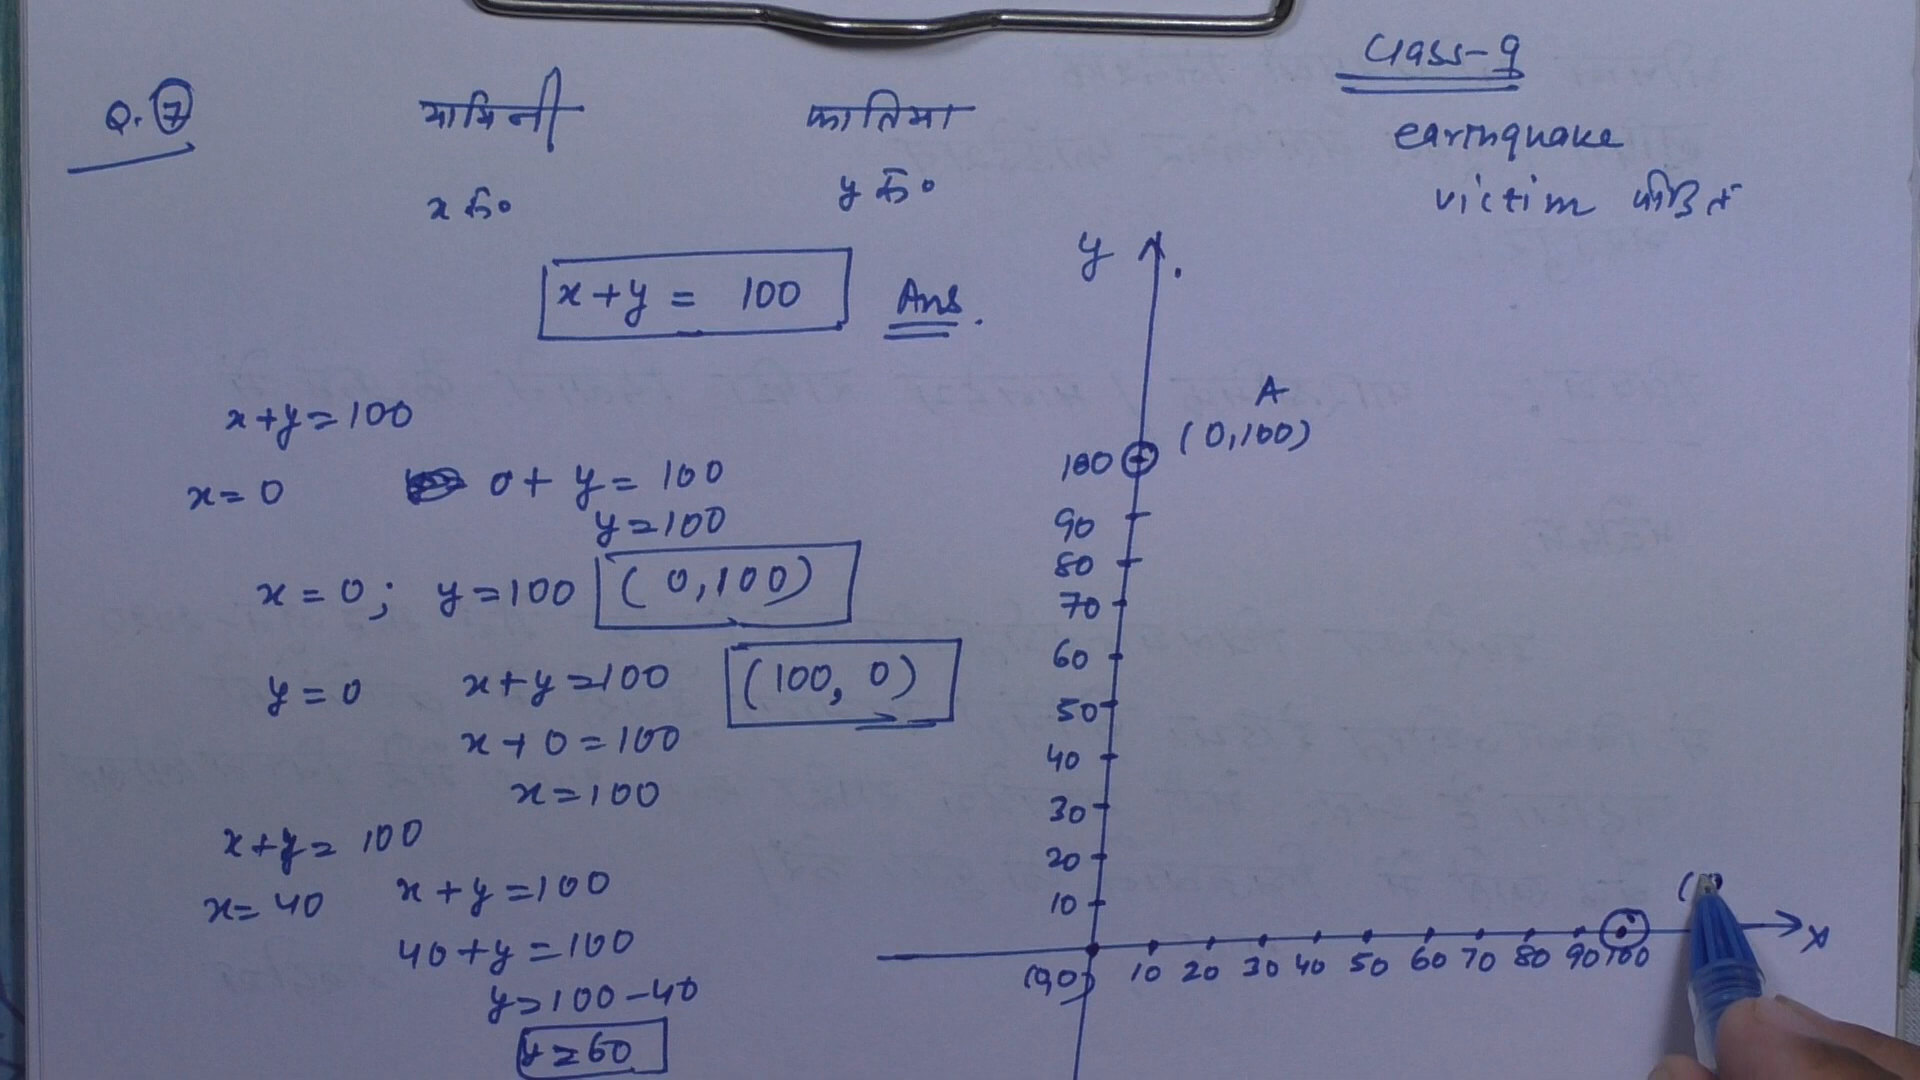 Class-9
Q. 7 यामिनी फातिमा
earthquake
victim पीड़ित
x रु० y रु०
x+y = 100 Ans.
x+y=100
x=0 0+ y = 100
y=100
x = 0; y=100 (0,100)
y=0 x+y=100 (100, 0)
x+0=100
x=100
x+y= 100
x=40 x+y=100
40+y=100
y=100-40
y=60
y
A
(0,100)
100
90
80
70
60
50
40
30
20
10
(
(0,0) 10 20 30 40 50 60 70 80 90 100 x